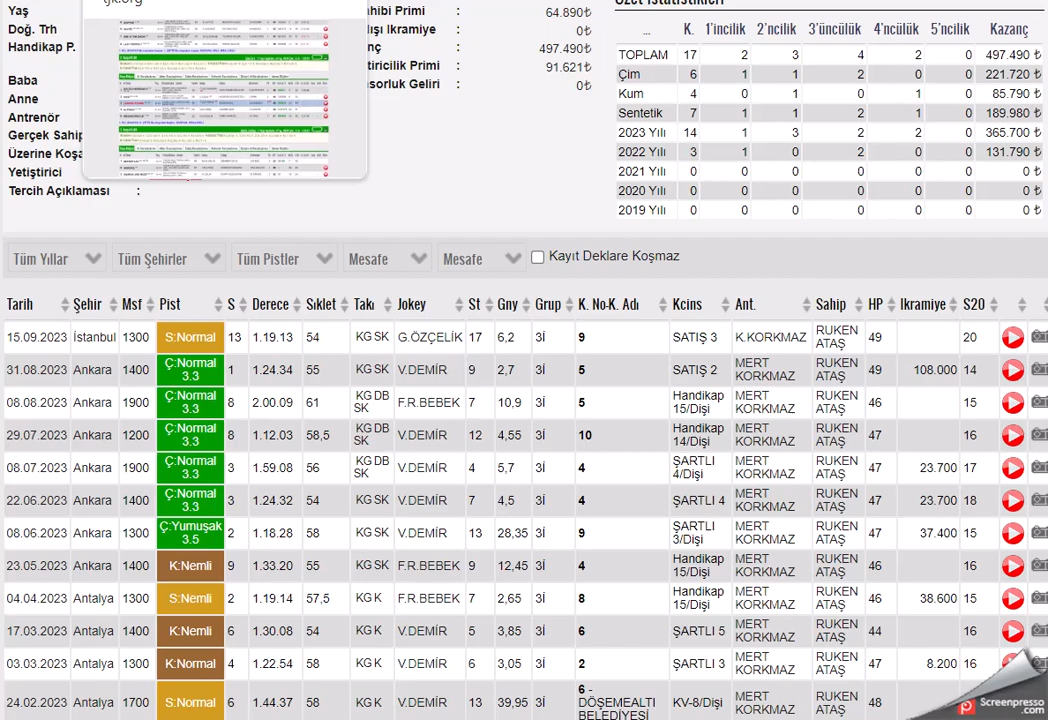 tjk.org
Yaş
Doğ. Trh
Handikap P.
Baba
Anne
Antrenör
Gerçek Sahip
Üzerine Koşa
Yetiştirici
Tercih Açıklaması :
ahibi Primi : 64.890₺
ışı İkramiye : 0₺
nç : 497.490₺
tiricilik Primi : 91.621₺
sorluk Geliri : 0₺
Özet İstatistikleri
... K. 1'incilik 2'ncilik 3'üncülük 4'ncülük 5'ncilik Kazanç
TOPLAM 17 2 3 4 2 0 497.490 ₺
Çim 6 1 1 2 0 0 221.720 ₺
Kum 4 0 1 0 1 0 85.790 ₺
Sentetik 7 1 1 2 1 0 189.980 ₺
2023 Yılı 14 1 3 2 2 0 365.700 ₺
2022 Yılı 3 1 0 2 0 0 131.790 ₺
2021 Yılı 0 0 0 0 0 0 0 ₺
2020 Yılı 0 0 0 0 0 0 0 ₺
2019 Yılı 0 0 0 0 0 0 0 ₺
Tüm Yıllar Tüm Şehirler Tüm Pistler Mesafe Mesafe Kayıt Deklare Koşmaz
Tarih Şehir Msf Pist S Derece Sıklet Takı Jokey St Gny Grup K. No-K. Adı Kcins Ant. Sahip HP İkramiye S20
15.09.2023 İstanbul 1300 S:Normal 13 1.19.13 54 KG SK G.ÖZÇELİK 17 6,2 3İ 9 SATIŞ 3 K.KORKMAZ RUKEN ATAŞ 49 20
31.08.2023 Ankara 1400 Ç:Normal 3.3 1 1.24.34 55 KG SK V.DEMİR 9 2,7 3İ 5 SATIŞ 2 MERT KORKMAZ RUKEN ATAŞ 49 108.000 14
08.08.2023 Ankara 1900 Ç:Normal 3.3 8 2.00.09 61 KG DB SK F.R.BEBEK 7 10,9 3İ 5 Handikap 15/Dişi MERT KORKMAZ RUKEN ATAŞ 46 15
29.07.2023 Ankara 1200 Ç:Normal 3.3 8 1.12.03 58,5 KG DB SK V.DEMİR 12 4,55 3İ 10 Handikap 14/Dişi MERT KORKMAZ RUKEN ATAŞ 47 16
08.07.2023 Ankara 1900 Ç:Normal 3.3 3 1.59.08 56 KG DB SK V.DEMİR 4 5,7 3İ 4 ŞARTLI 4/Dişi MERT KORKMAZ RUKEN ATAŞ 47 23.700 17
22.06.2023 Ankara 1400 Ç:Normal 3.3 3 1.24.32 54 KG SK V.DEMİR 7 4,5 3İ 4 ŞARTLI 4 MERT KORKMAZ RUKEN ATAŞ 47 23.700 18
08.06.2023 Ankara 1300 Ç:Yumuşak 3.5 2 1.18.28 58 KG SK V.DEMİR 13 28,35 3İ 9 ŞARTLI 3/Dişi MERT KORKMAZ RUKEN ATAŞ 47 37.400 15
23.05.2023 Ankara 1400 K:Nemli 9 1.33.20 55 KG SK F.R.BEBEK 9 12,45 3İ 4 Handikap 15/Dişi MERT KORKMAZ RUKEN ATAŞ 46 16
04.04.2023 Antalya 1300 S:Nemli 2 1.19.14 57,5 KG K F.R.BEBEK 7 2,65 3İ 8 Handikap 15/Dişi MERT KORKMAZ RUKEN ATAŞ 46 38.600 15
17.03.2023 Antalya 1400 K:Nemli 6 1.30.08 54 KG K V.DEMİR 5 3,85 3İ 6 ŞARTLI 5 MERT KORKMAZ RUKEN ATAŞ 44 16
03.03.2023 Antalya 1300 K:Normal 4 1.22.54 58 KG K V.DEMİR 6 3,05 3İ 2 ŞARTLI 3 MERT KORKMAZ RUKEN ATAŞ 47 8.200 16
24.02.2023 Antalya 1700 S:Normal 6 1.44.37 58 KG K V.DEMİR 13 39,95 3İ 6 - DÖŞEMEALTI BELEDİYESİ KV-8/Dişi MERT KORKMAZ RUKEN ATAŞ 48
Screenpresso
.com